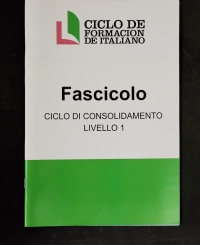 CICLO DE
FORMACION
DE ITALIANO
Fascicolo
CICLO DI CONSOLIDAMENTO
LIVELLO 1